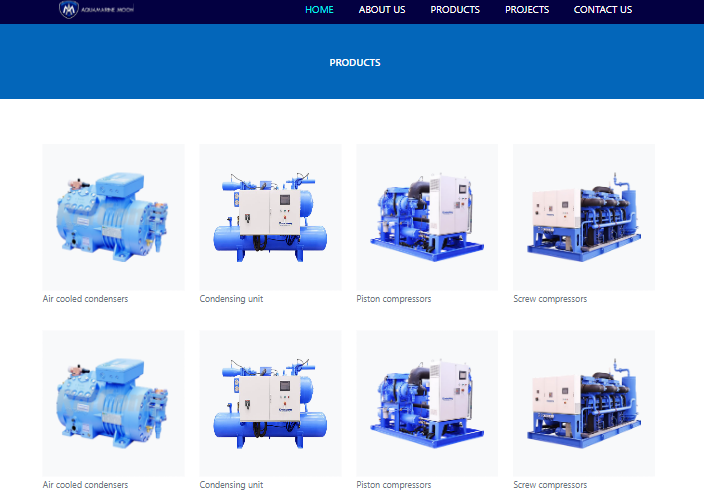 AQUAMARINE MOON
HOME ABOUT US PRODUCTS PROJECTS CONTACT US
PRODUCTS
Air cooled condensers Condensing unit Piston compressors Screw compressors
Air cooled condensers Condensing unit Piston compressors Screw compressors